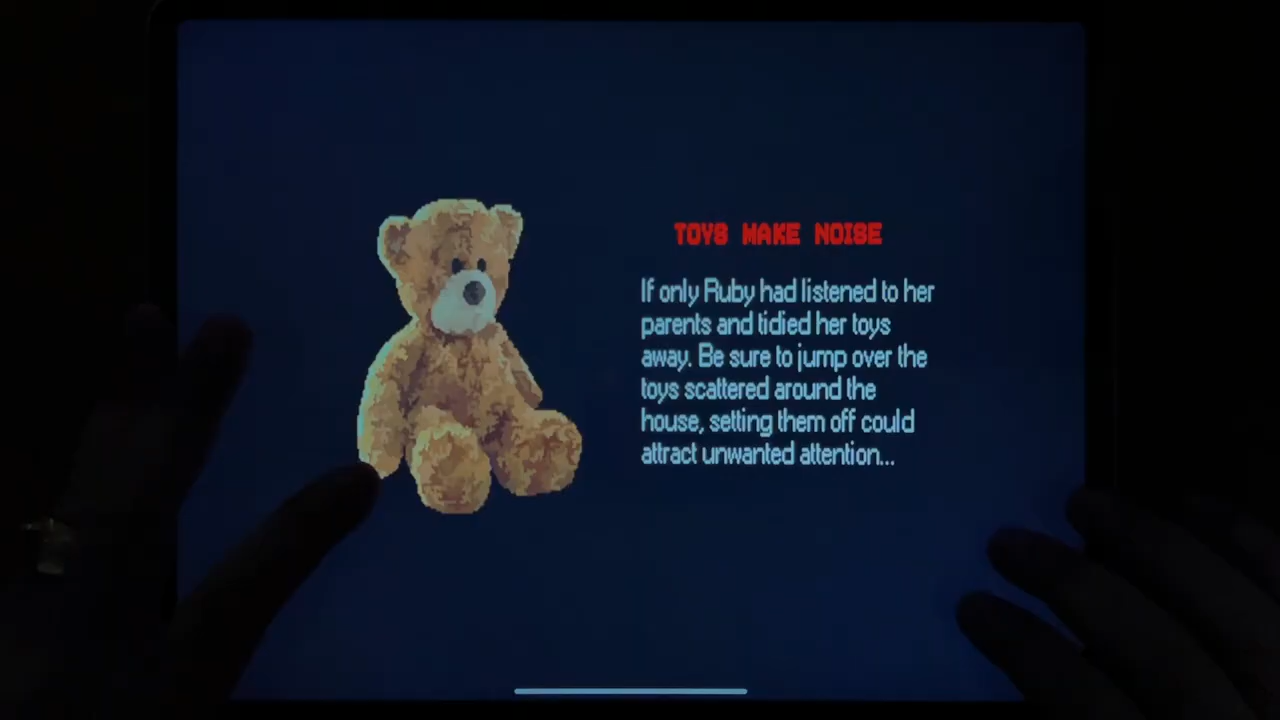 TOYS MAKE NOISE
If only Ruby had listened to her
parents and tidied her toys
away. Be sure to jump over the
toys scattered around the
house, setting them off could
attract unwanted attention...